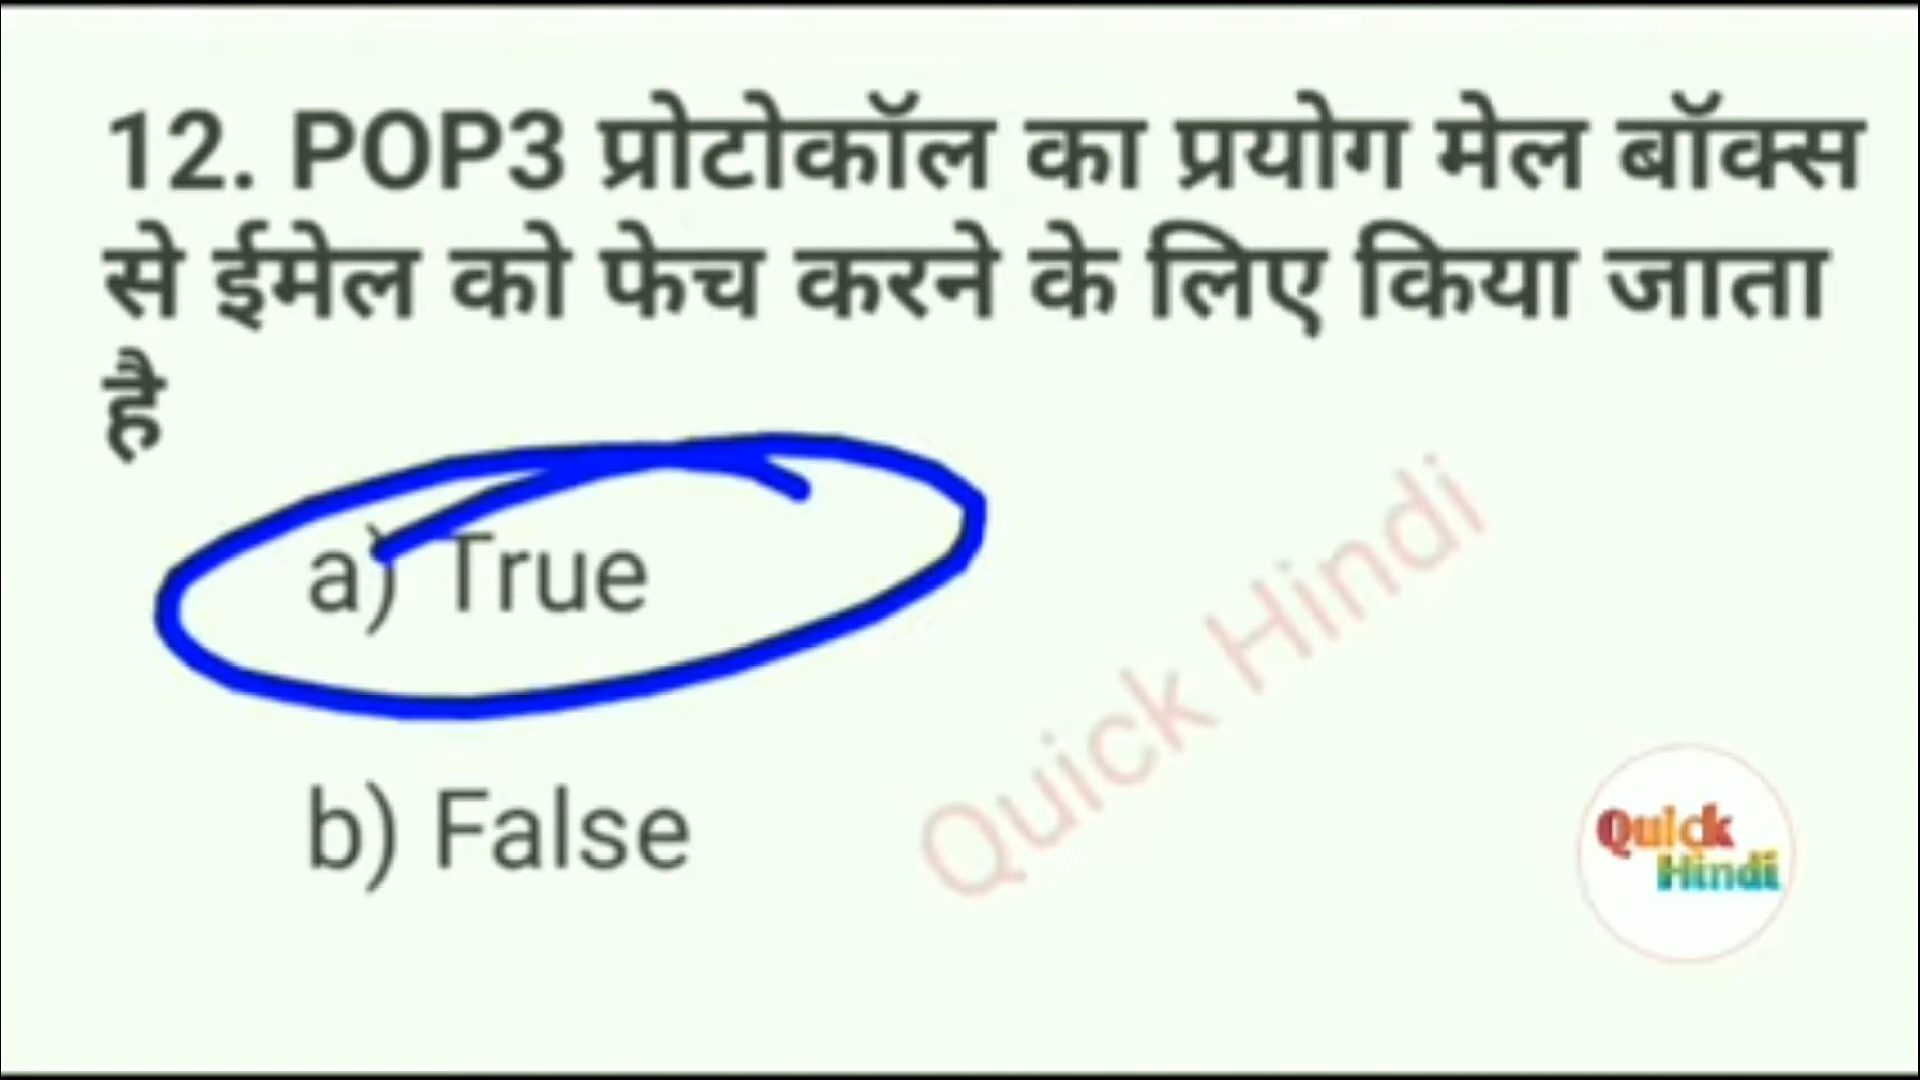 12. POP3 प्रोटोकॉल का प्रयोग मेल बॉक्स
से ईमेल को फेच करने के लिए किया जाता
है
a) True
b) False
Quick Hindi
Quick
Hindi